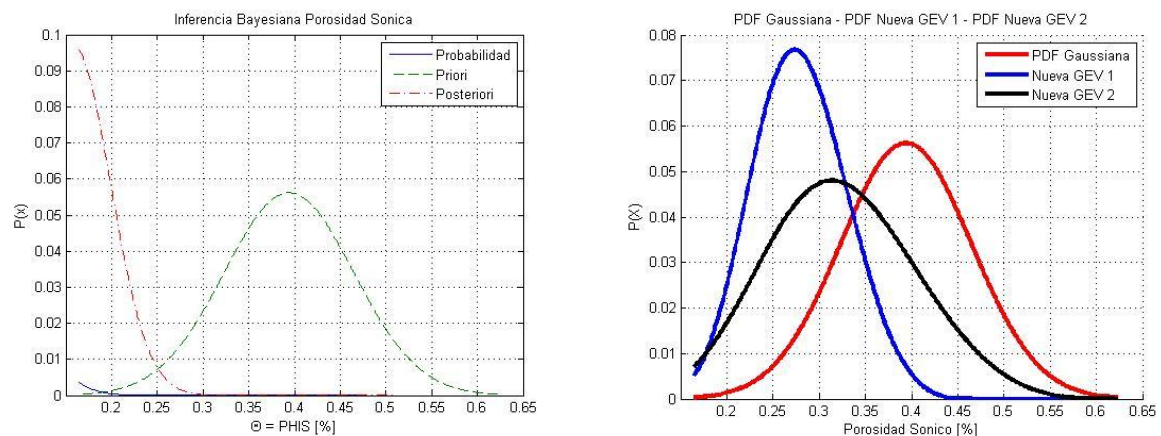 Inferencia Bayesiana Porosidad Sonica
0.1
0.09
0.08
0.07
0.06
0.05
0.04
0.03
0.02
0.01
0
P(x)
Probabilidad
Priori
Posteriori
0.2 0.25 0.3 0.35 0.4 0.45 0.5 0.55 0.6 0.65
Θ = PHIS [%]
PDF Gaussiana - PDF Nueva GEV 1 - PDF Nueva GEV 2
0.08
0.07
0.06
0.05
0.04
0.03
0.02
0.01
0
P(X)
PDF Gaussiana
Nueva GEV 1
Nueva GEV 2
0.2 0.25 0.3 0.35 0.4 0.45 0.5 0.55 0.6 0.65
Porosidad Sonico [%]